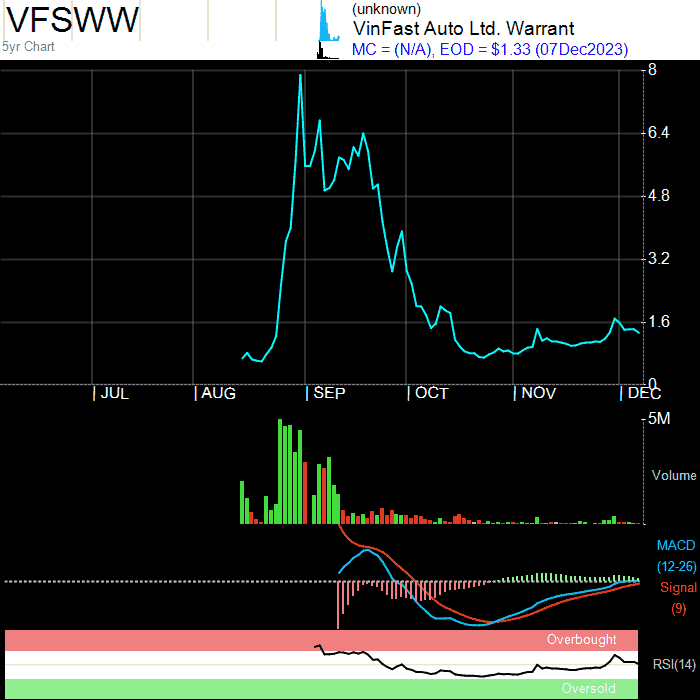 VFSWW
(unknown)
VinFast Auto Ltd. Warrant
5yr Chart
MC = (N/A), EOD = $1.33 (07Dec2023)
8
6.4
4.8
3.2
1.6
0
JUL
AUG
SEP
OCT
NOV
DEC
5M
Volume
MACD
(12-26)
Signal
(9)
Overbought
RSI(14)
Oversold